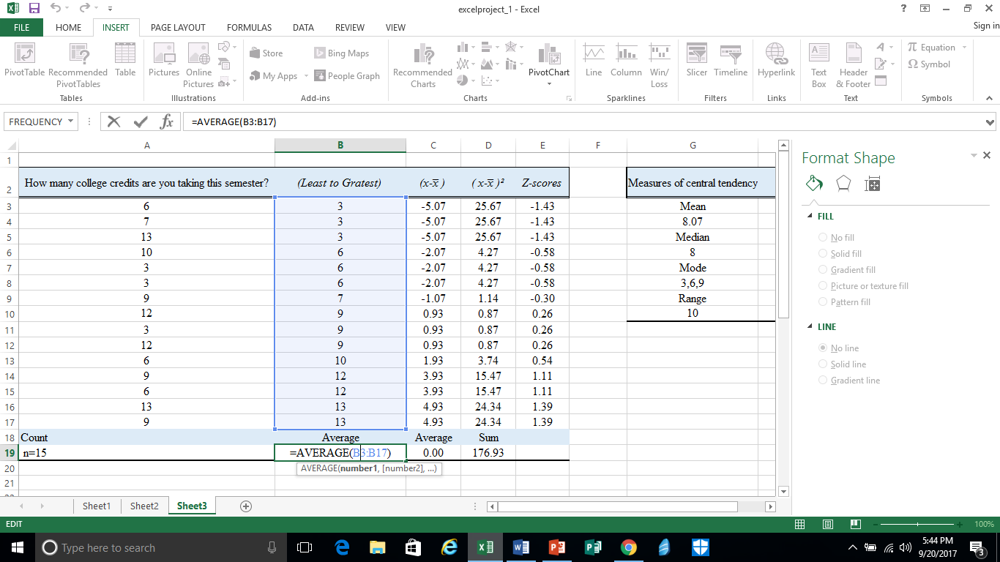 excelproject_1 - Excel
?
FILE HOME INSERT PAGE LAYOUT FORMULAS DATA REVIEW VIEW Sign in
PivotTable Recommended PivotTables Table
Tables
Pictures Online Pictures
Illustrations
Store
My Apps
Bing Maps
People Graph
Add-ins
Recommended Charts
PivotChart
Charts
Line Column Win/ Loss
Sparklines
Slicer Timeline
Filters
Hyperlink
Links
Text Box Header & Footer
Text
π Equation
Ω Symbol
Symbols
FREQUENCY fx =AVERAGE(B3:B17)
A B C D E F G
1
2 How many college credits are you taking this semester? (Least to Gratest) (x-x̅ ) ( x-x̅ )² Z-scores Measures of central tendency
3 6 3 -5.07 25.67 -1.43 Mean
4 7 3 -5.07 25.67 -1.43 8.07
5 13 3 -5.07 25.67 -1.43 Median
6 10 6 -2.07 4.27 -0.58 8
7 3 6 -2.07 4.27 -0.58 Mode
8 3 6 -2.07 4.27 -0.58 3,6,9
9 9 7 -1.07 1.14 -0.30 Range
10 12 9 0.93 0.87 0.26 10
11 3 9 0.93 0.87 0.26
12 12 9 0.93 0.87 0.26
13 6 10 1.93 3.74 0.54
14 9 12 3.93 15.47 1.11
15 6 12 3.93 15.47 1.11
16 13 13 4.93 24.34 1.39
17 9 13 4.93 24.34 1.39
18 Count Average Average Sum
19 n=15 =AVERAGE(B3:B17) 0.00 176.93
20 AVERAGE(number1, [number2], ...)
21
Format Shape
FILL
No fill
Solid fill
Gradient fill
Picture or texture fill
Pattern fill
LINE
No line
Solid line
Gradient line
Sheet1 Sheet2 Sheet3
EDIT 100%
Type here to search
5:44 PM
9/20/2017
3